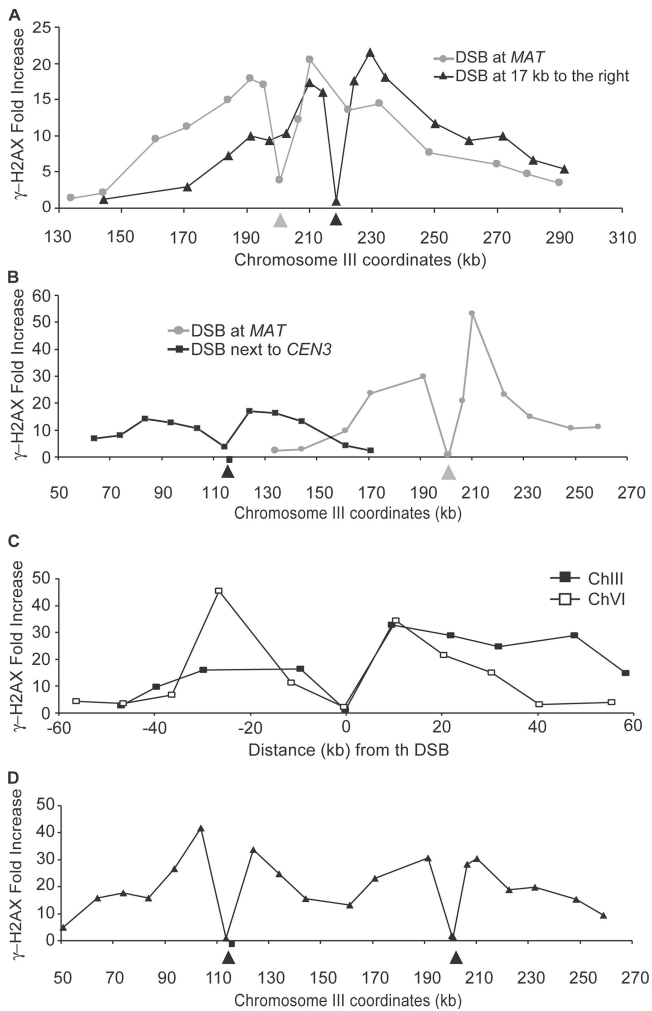 A
γ–H2AX Fold Increase
25
20
15
10
5
0
DSB at MAT
DSB at 17 kb to the right
130 150 170 190 210 230 250 270 290 310
Chromosome III coordinates (kb)
B
γ–H2AX Fold Increase
60
50
40
30
20
10
0
DSB at MAT
DSB next to CEN3
50 70 90 110 130 150 170 190 210 230 250 270
Chromosome III coordinates (kb)
C
γ–H2AX Fold Increase
50
40
30
20
10
0
ChIII
ChVI
-60 -40 -20 0 20 40 60
Distance (kb) from th DSB
D
γ–H2AX Fold Increase
50
40
30
20
10
0
50 70 90 110 130 150 170 190 210 230 250 270
Chromosome III coordinates (kb)